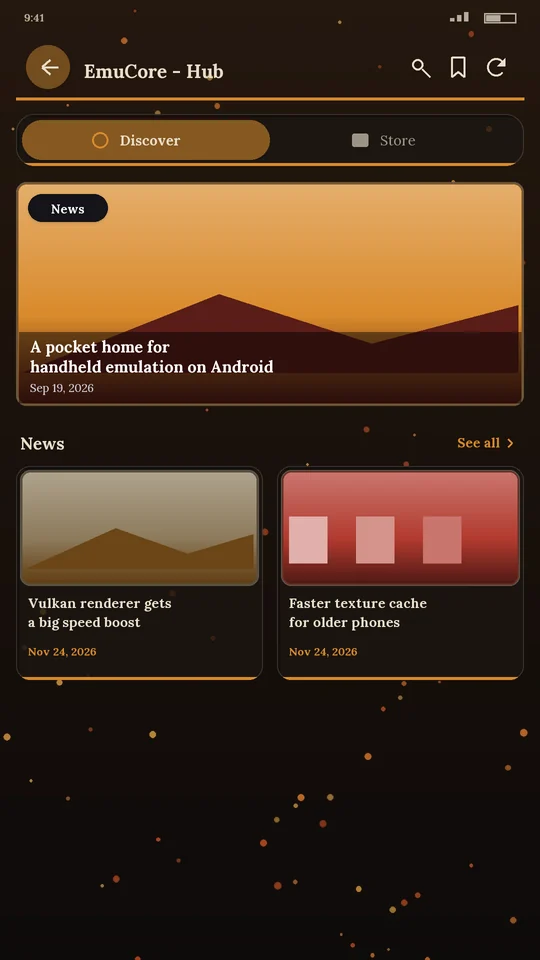 9:41
EmuCore - Hub
Discover
Store
News
A pocket home for
handheld emulation on Android
Sep 19, 2026
News
See all
Vulkan renderer gets
a big speed boost
Nov 24, 2026
Faster texture cache
for older phones
Nov 24, 2026